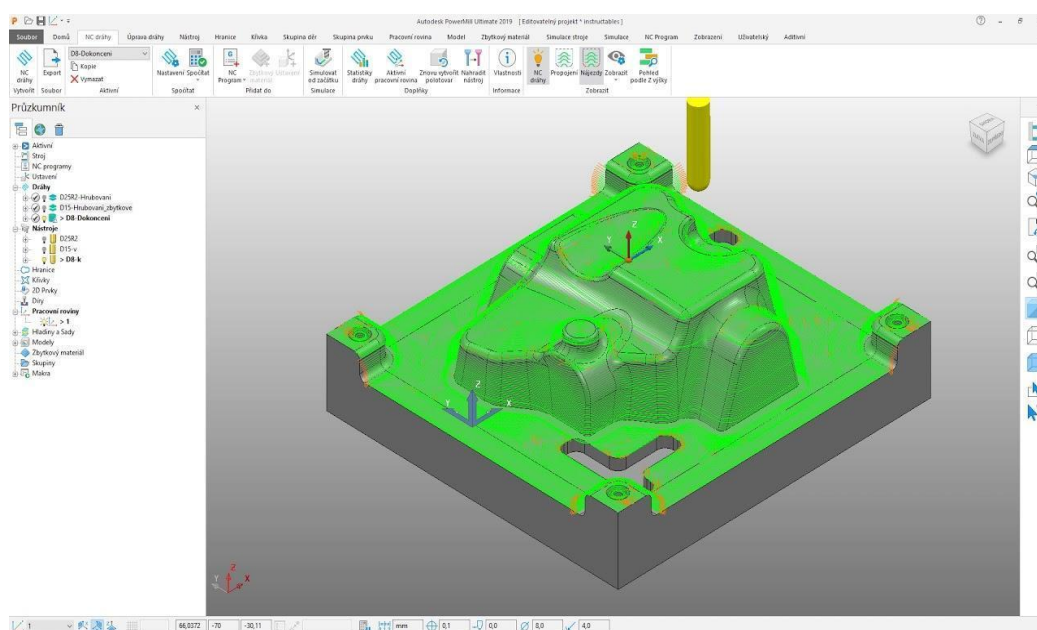 Autodesk PowerMill Ultimate 2019 [ Editovatelný projekt * instructables ]
Soubor Domů NC dráhy Úprava dráhy Nástroj Hranice Křivka Skupina děr Skupina prvku Pracovní rovina Model Zbytkový materiál Simulace stroje Simulace NC Program Zobrazení Uživatelský Aditivní
D8-Dokonceni
Kopie
Vymazat
NC dráhy
Export
Nastavení Spočítat
NC Program
Zbytkový materiál
Ustavení
Simulovat od začátku
Statistiky dráhy
Aktivní pracovní rovina
Znovu vytvořit polotovar
Nahradit nástroj
Vlastnosti
NC dráhy
Propojení
Nájezdy
Zobrazit
Pohled podle Z výšky
Vytvořit Soubor Aktivní Spočítat Přidat do Simulace Doplňky Informace Zobrazit
Průzkumník ×
Aktivní
Stroj
NC programy
Ustavení
Dráhy
D25R2-Hrubovani
D15-Hrubovani_zbytkove
> D8-Dokonceni
Nástroje
D25R2
D15-v
> D8-k
Hranice
Křivky
2D Prvky
Díry
Pracovní roviny
> 1
Hladiny a Sady
Modely
Zbytkový materiál
Skupiny
Makra
Z
Y X
Z
Y X
Z
Y X
1 66,0372 -70 -30,11 mm 0,1 0,0 8,0 4,0